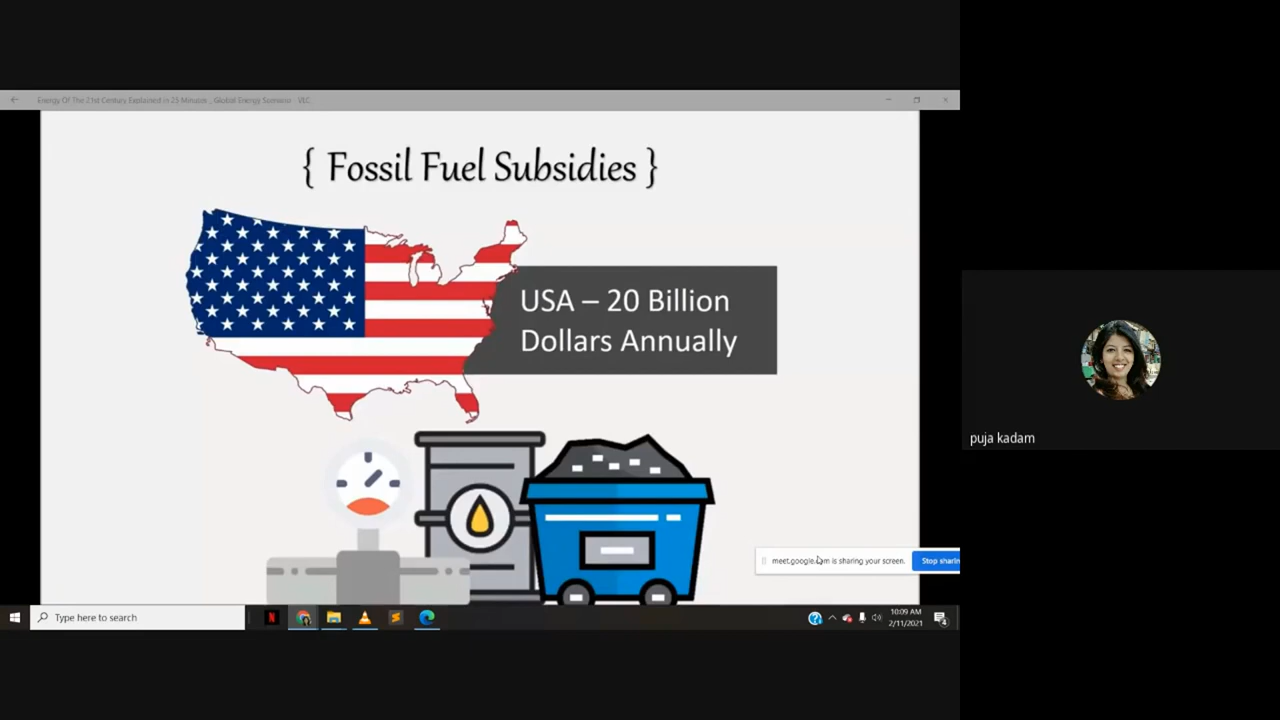 Energy Of The 21st Century Explained in 23 Minutes _ Global Energy Scenario - VEC
{ Fossil Fuel Subsidies }
USA – 20 Billion
Dollars Annually
puja kadam
meet.google.com is sharing your screen.
Stop sharin
Type here to search
10:09 AM
2/11/2021